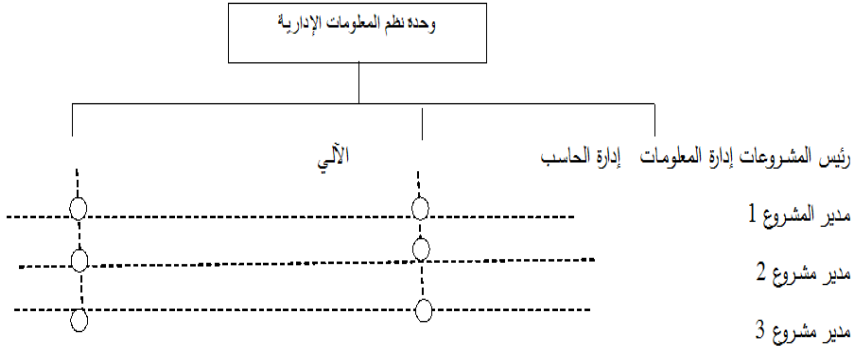 وحدة نظم المعلومات الإدارية
رئيس المشروعات إدارة المعلومات إدارة الحاسب الآلي
مدير المشروع 1
مدير مشروع 2
مدير مشروع 3